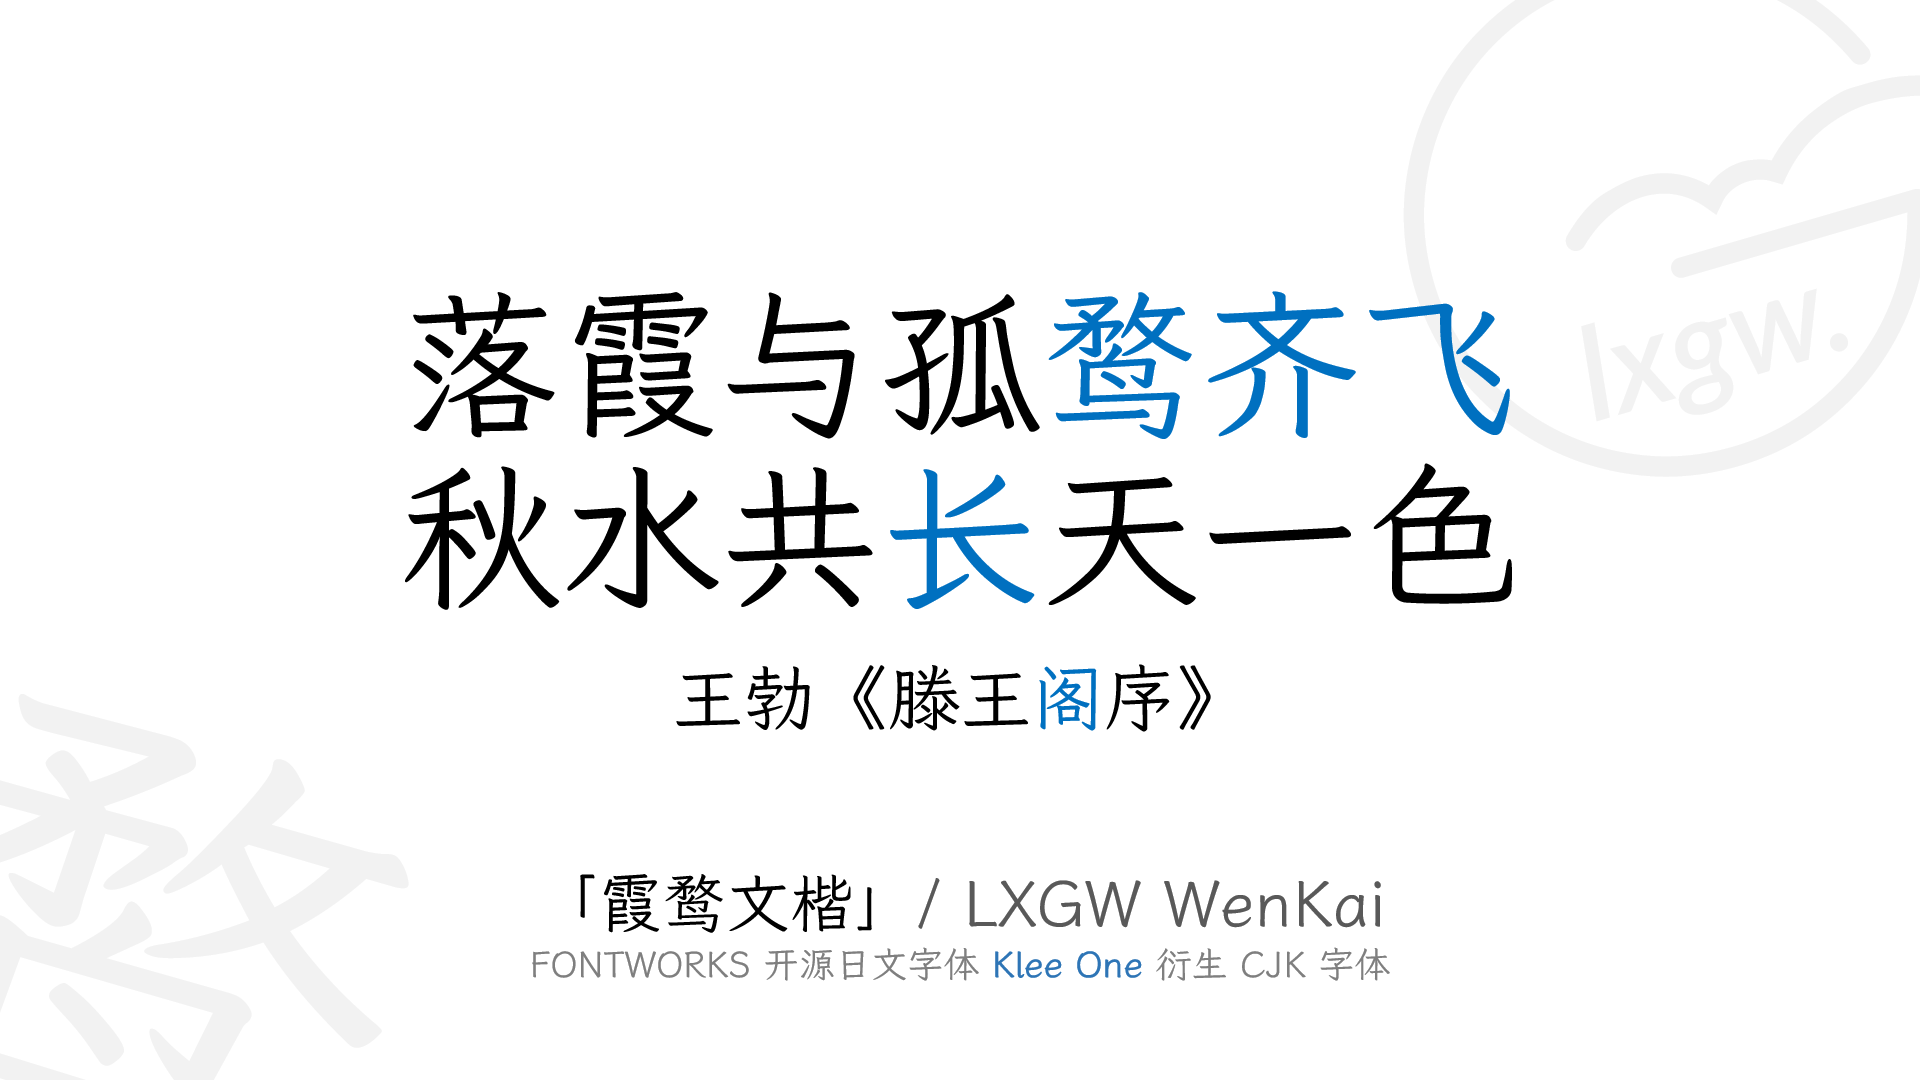 lxgw.
落霞与孤鹜齐飞
秋水共长天一色
王勃《滕王阁序》
鹜
「霞鹜文楷」 / LXGW WenKai
FONTWORKS 开源日文字体 Klee One 衍生 CJK 字体